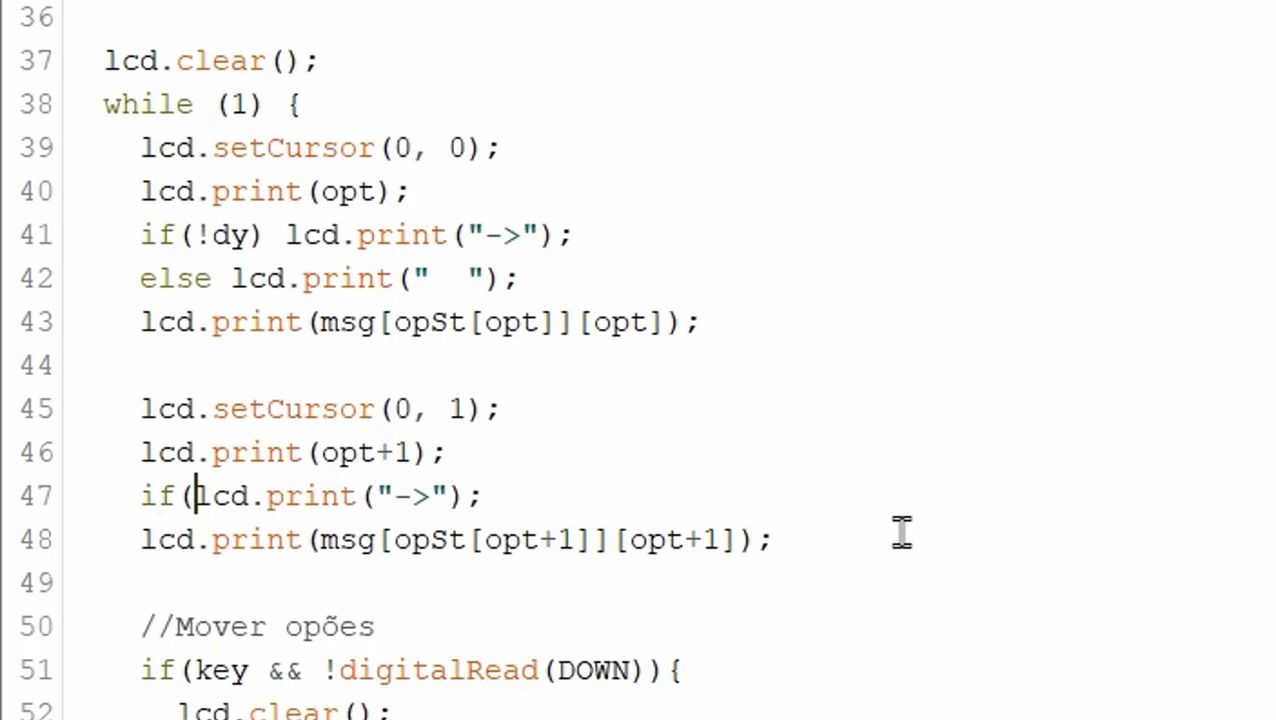 36
37 lcd.clear();
38 while (1) {
39 lcd.setCursor(0, 0);
40 lcd.print(opt);
41 if(!dy) lcd.print("->");
42 else lcd.print("  ");
43 lcd.print(msg[opSt[opt]][opt]);
44
45 lcd.setCursor(0, 1);
46 lcd.print(opt+1);
47 if(lcd.print("->");
48 lcd.print(msg[opSt[opt+1]][opt+1]);
49
50 //Mover opões
51 if(key && !digitalRead(DOWN)){
52 lcd.clear();